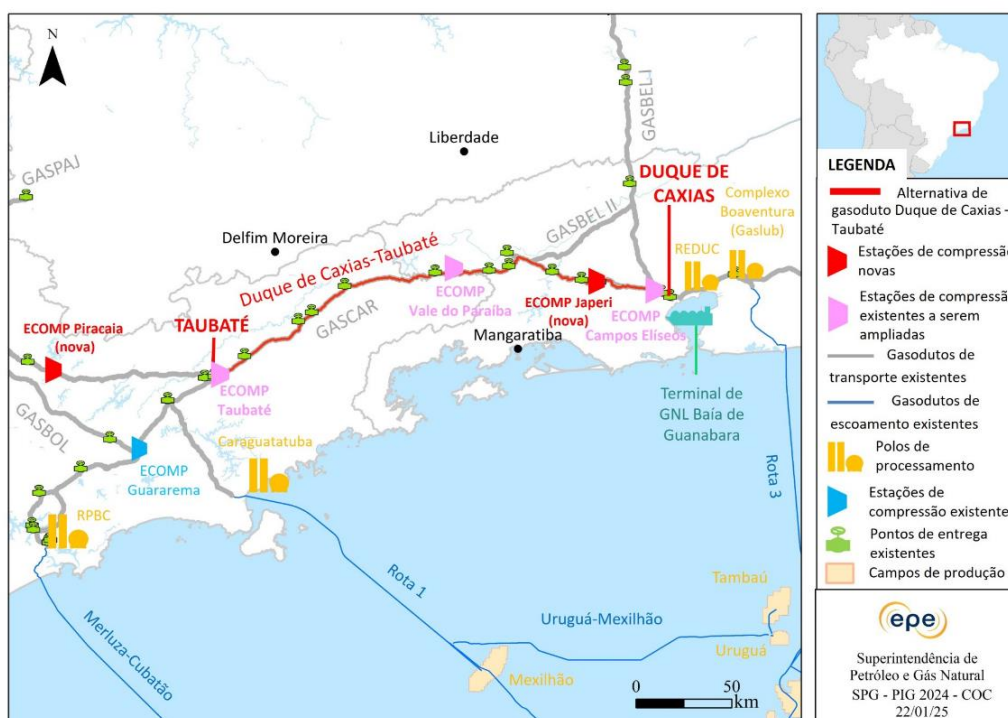 N
Liberdade
GASBEL I
GASPAJ
DUQUE DE
CAXIAS
Complexo
Boaventura
(Gaslub)
Delfim Moreira
GASBEL II
REDUC
Duque de Caxias-Taubaté
ECOMP Piracaia
(nova)
TAUBATÉ
GASCAR
ECOMP
Vale do Paraíba
ECOMP Japeri
(nova)
ECOMP
Campos Elíseos
Mangaratiba
ECOMP
Taubaté
GASBOL
Terminal de
GNL Baía de
Guanabara
Caraguatatuba
ECOMP
Guararema
RPBC
Rota 3
Rota 1
Tambaú
Uruguá-Mexilhão
Uruguá
Merluza-Cubatão
Mexilhão
0 50
km
LEGENDA
Alternativa de
gasoduto Duque de Caxias -
Taubaté
Estações de compressão
novas
Estações de compressão
existentes a serem
ampliadas
Gasodutos de
transporte existentes
Gasodutos de
escoamento existentes
Polos de
processamento
Estações de
compressão existente
Pontos de entrega
existentes
Campos de produção
epe
Superintendência de
Petróleo e Gás Natural
SPG - PIG 2024 - COC
22/01/25